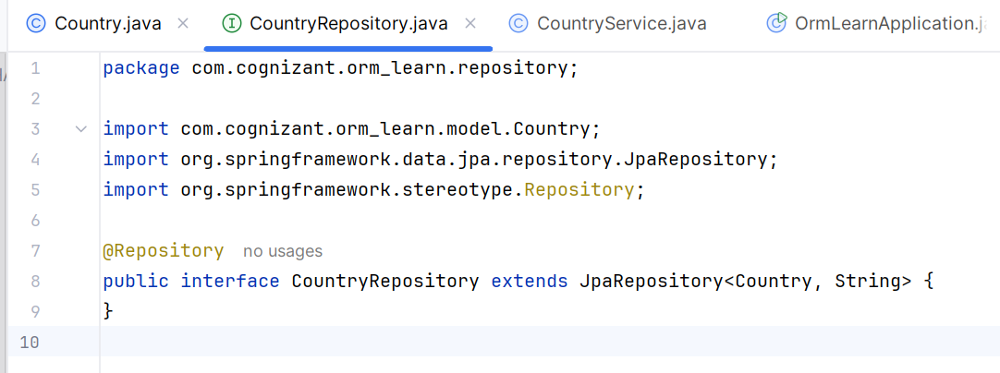 Country.java
CountryRepository.java
CountryService.java
OrmLearnApplication.j
1 package com.cognizant.orm_learn.repository;
2
3 import com.cognizant.orm_learn.model.Country;
4 import org.springframework.data.jpa.repository.JpaRepository;
5 import org.springframework.stereotype.Repository;
6
7 @Repository no usages
8 public interface CountryRepository extends JpaRepository<Country, String> {
9 }
10